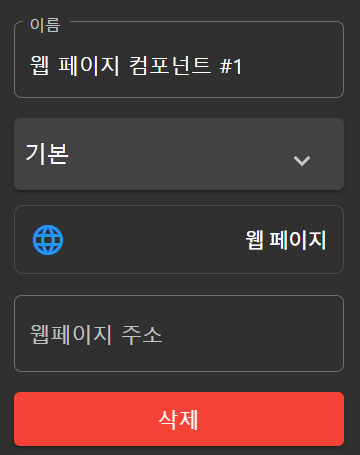 이름
웹 페이지 컴포넌트 #1
기본
웹 페이지
웹페이지 주소
삭제